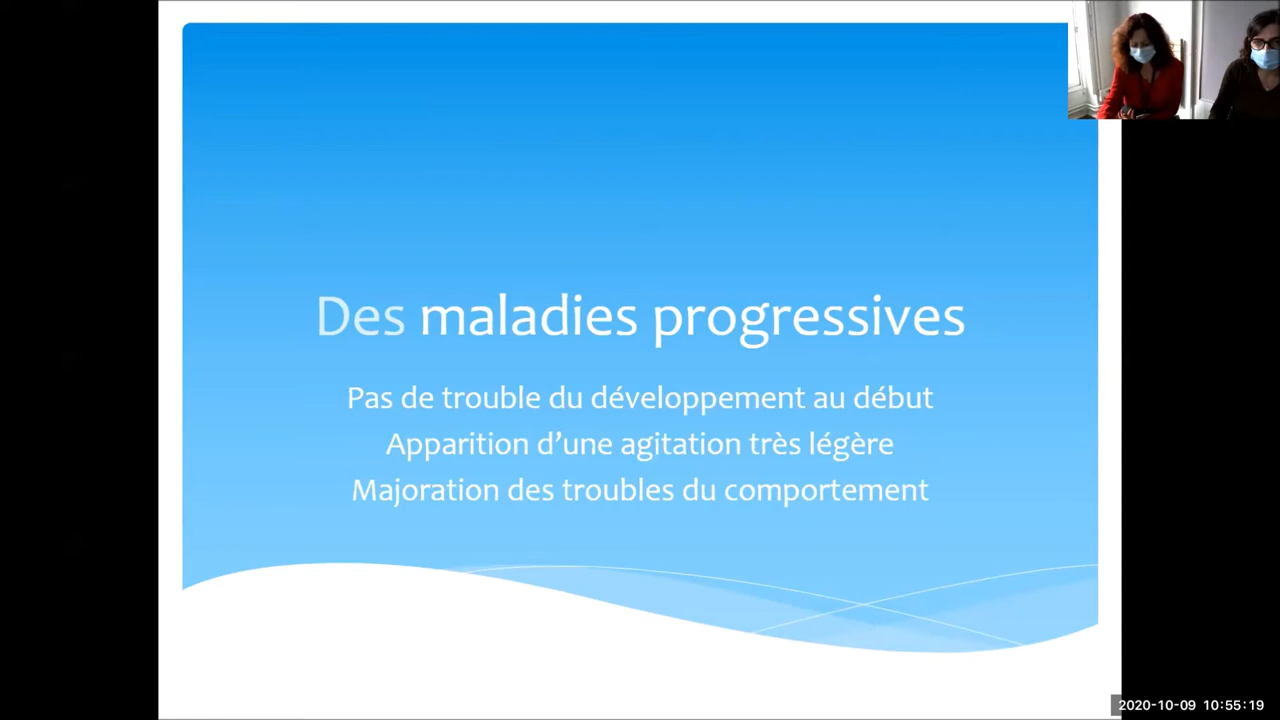 Des maladies progressives
Pas de trouble du développement au début
Apparition d’une agitation très légère
Majoration des troubles du comportement
2020-10-09 10:55:19